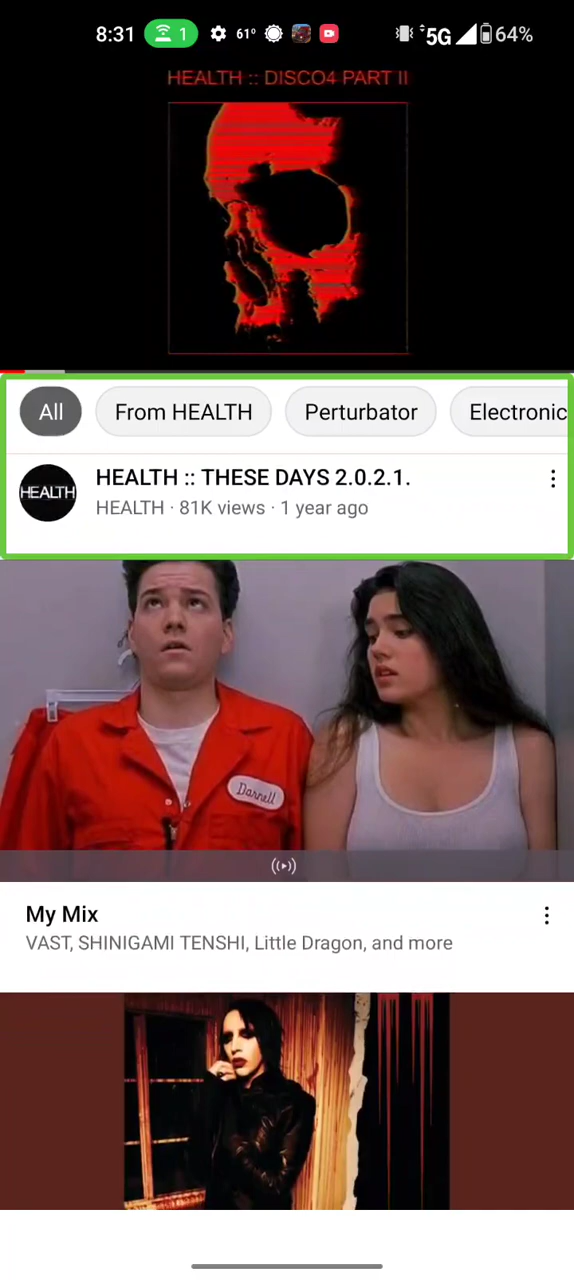 8:31 1 61° 5G 64%
HEALTH :: DISCO4 PART II
All From HEALTH Perturbator Electronic
HEALTH
HEALTH :: THESE DAYS 2.0.2.1.
HEALTH · 81K views · 1 year ago
Darnell
My Mix
VAST, SHINIGAMI TENSHI, Little Dragon, and more